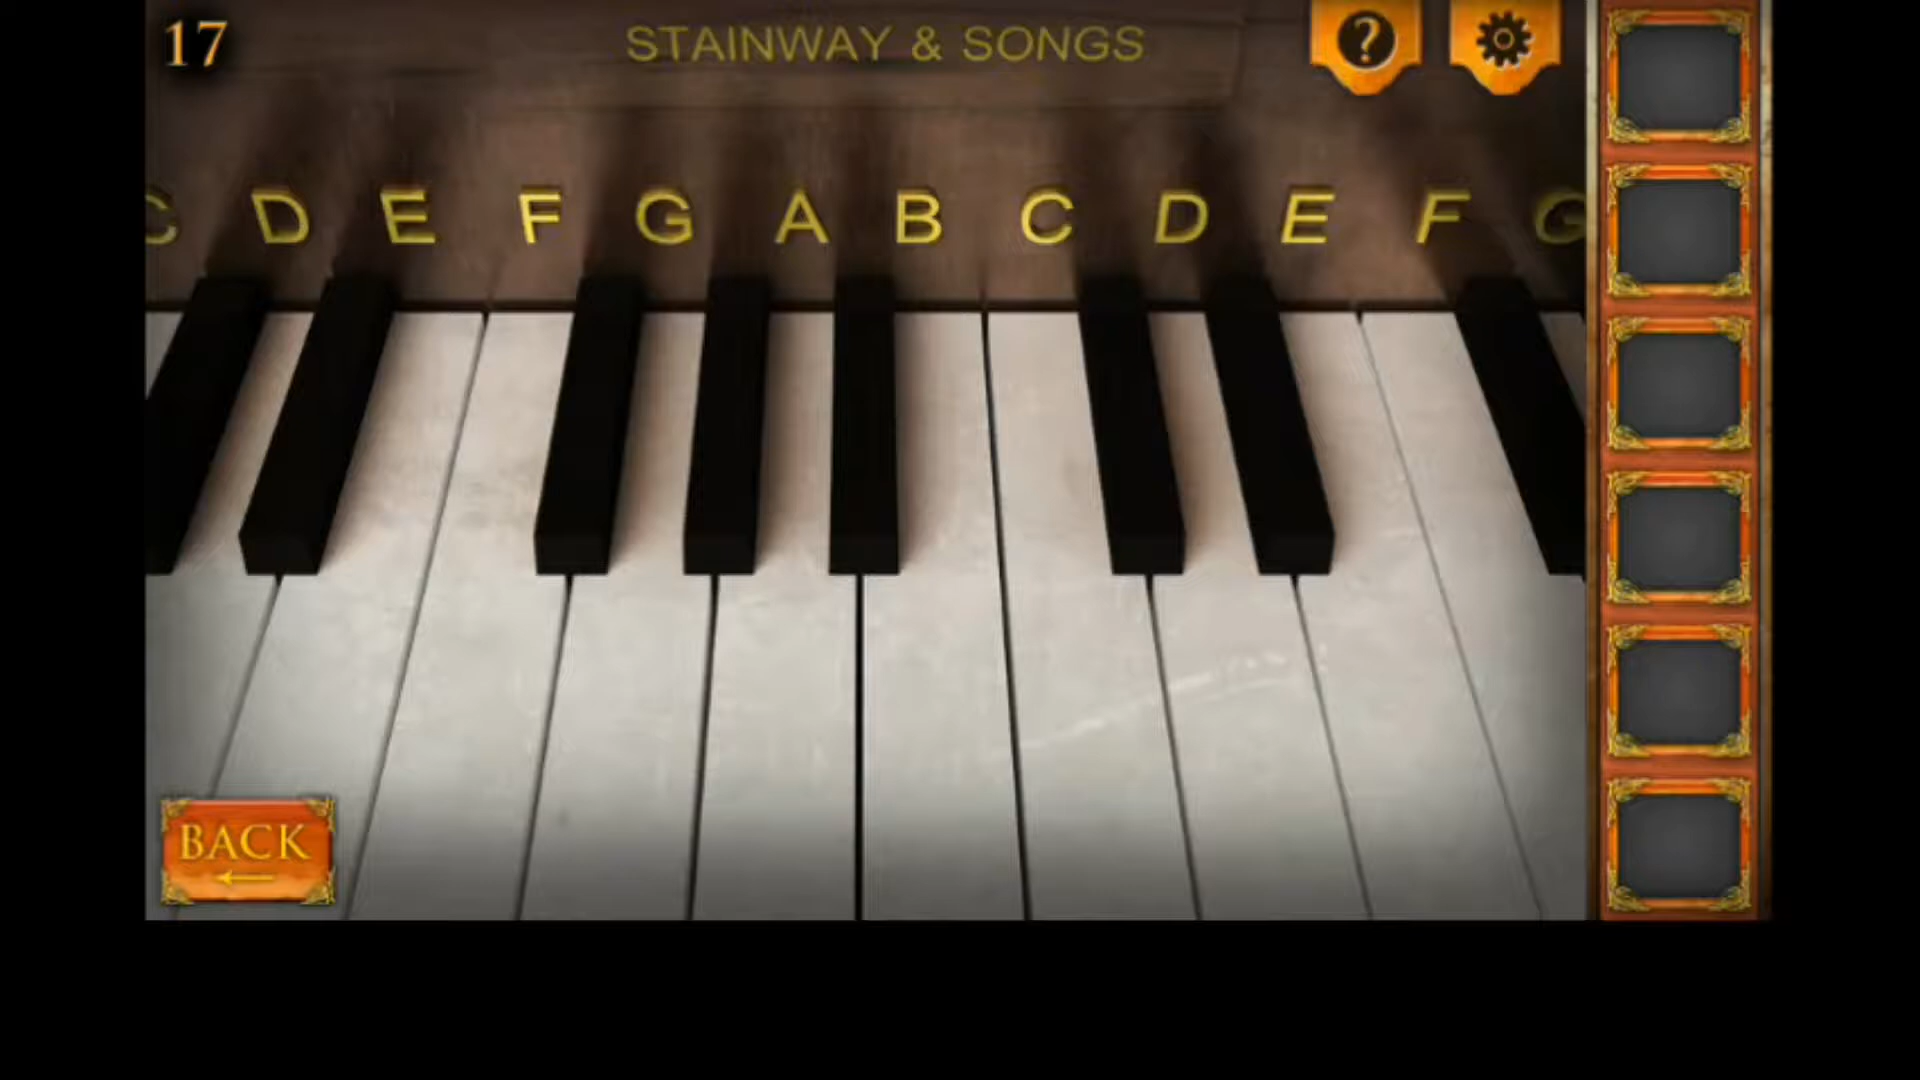 17
STAINWAY & SONGS
?
C D E F G A B C D E F G
BACK